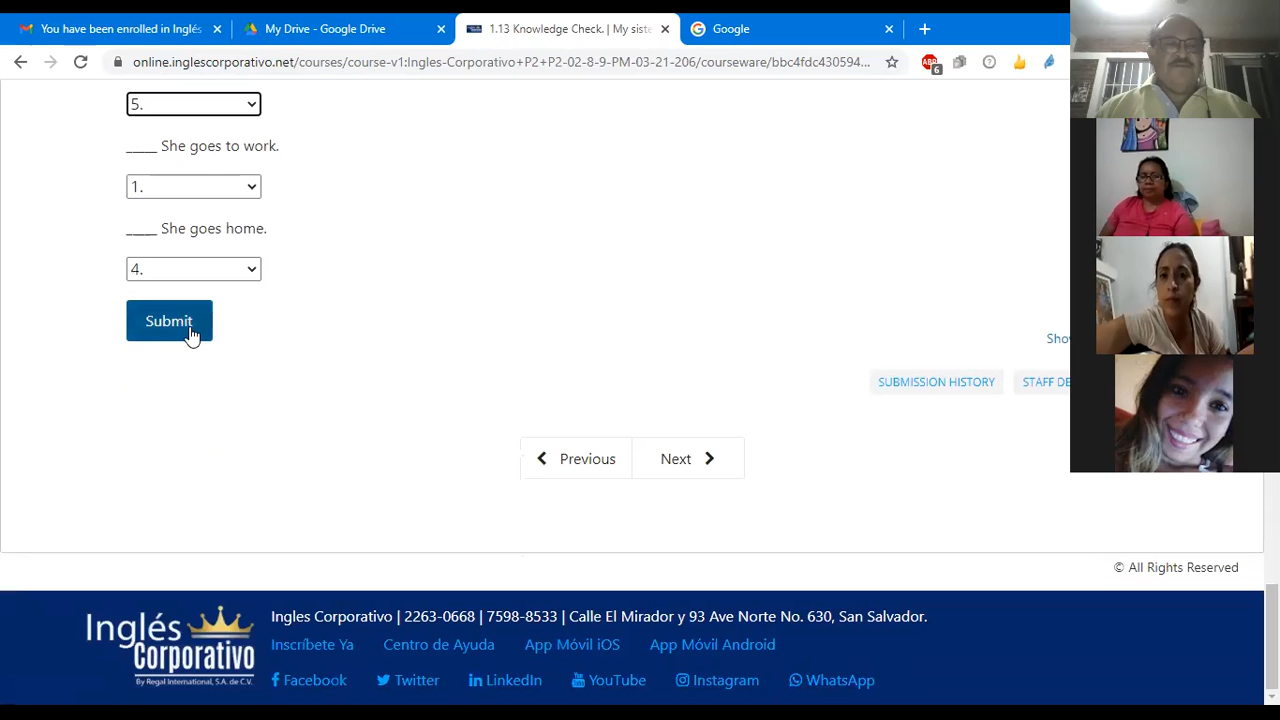 You have been enrolled in Inglés
My Drive - Google Drive
1.13 Knowledge Check. | My siste
Google
online.inglescorporativo.net/courses/course-v1:Ingles-Corporativo+P2+P2-02-8-9-PM-03-21-206/courseware/bbc4fdc430594...
ABP
6
5.
_____ She goes to work.
1.
_____ She goes home.
4.
Submit
Sho
SUBMISSION HISTORY
STAFF DE
Previous
Next
© All Rights Reserved
Inglés Corporativo
By Regal International, S.A. de C.V.
Ingles Corporativo | 2263-0668 | 7598-8533 | Calle El Mirador y 93 Ave Norte No. 630, San Salvador.
Inscríbete Ya
Centro de Ayuda
App Móvil iOS
App Móvil Android
Facebook
Twitter
LinkedIn
YouTube
Instagram
WhatsApp